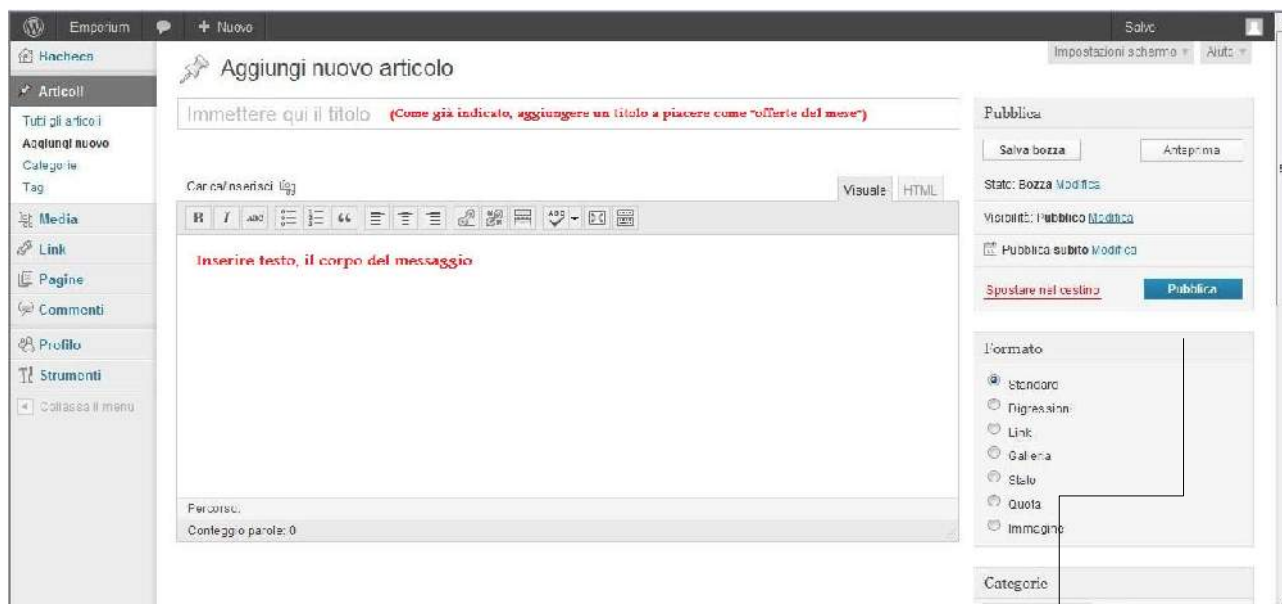 Emporium + Nuovo Salve
Bacheca
Articoli
Tutti gli articoli
Aggiungi nuovo
Categorie
Tag
Media
Link
Pagine
Commenti
Profilo
Strumenti
Collassa il menu
Impostazioni schermo Aiuto
Aggiungi nuovo articolo
Immettere qui il titolo (Come già indicato, aggiungere un titolo a piacere come "offerte del mese")
Carica/Inserisci
Visuale HTML
B I ABC ABC
Inserire testo, il corpo del messaggio
Percorso:
Conteggio parole: 0
Pubblica
Salva bozza Anteprima
Stato: Bozza Modifica
Visibilità: Pubblico Modifica
Pubblica subito Modifica
Spostare nel cestino Pubblica
Formato
Standard
Digressioni
Link
Galleria
Stato
Quota
Immagine
Categorie